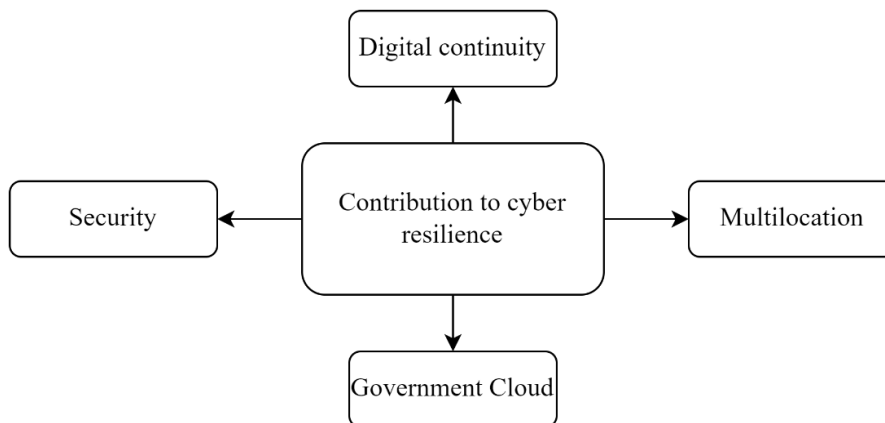 Digital continuity
Security
Contribution to cyber
resilience
Multilocation
Government Cloud